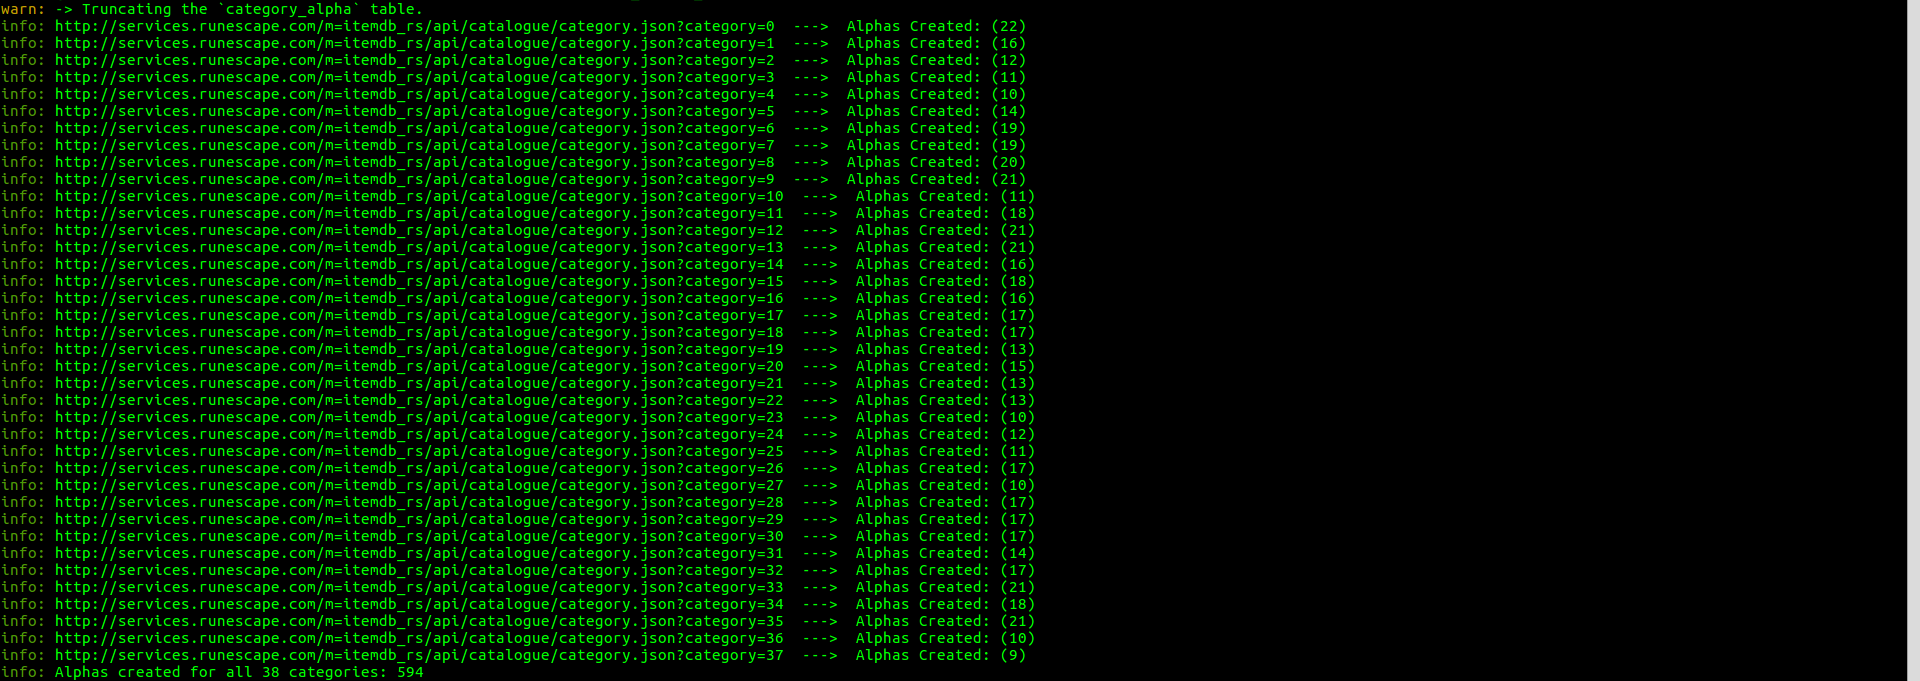 warn: -> Truncating the `category_alpha` table.
info: http://services.runescape.com/m=itemdb_rs/api/catalogue/category.json?category=0  --->  Alphas Created: (22)
info: http://services.runescape.com/m=itemdb_rs/api/catalogue/category.json?category=1  --->  Alphas Created: (16)
info: http://services.runescape.com/m=itemdb_rs/api/catalogue/category.json?category=2  --->  Alphas Created: (12)
info: http://services.runescape.com/m=itemdb_rs/api/catalogue/category.json?category=3  --->  Alphas Created: (11)
info: http://services.runescape.com/m=itemdb_rs/api/catalogue/category.json?category=4  --->  Alphas Created: (10)
info: http://services.runescape.com/m=itemdb_rs/api/catalogue/category.json?category=5  --->  Alphas Created: (14)
info: http://services.runescape.com/m=itemdb_rs/api/catalogue/category.json?category=6  --->  Alphas Created: (19)
info: http://services.runescape.com/m=itemdb_rs/api/catalogue/category.json?category=7  --->  Alphas Created: (19)
info: http://services.runescape.com/m=itemdb_rs/api/catalogue/category.json?category=8  --->  Alphas Created: (20)
info: http://services.runescape.com/m=itemdb_rs/api/catalogue/category.json?category=9  --->  Alphas Created: (21)
info: http://services.runescape.com/m=itemdb_rs/api/catalogue/category.json?category=10  --->  Alphas Created: (11)
info: http://services.runescape.com/m=itemdb_rs/api/catalogue/category.json?category=11  --->  Alphas Created: (18)
info: http://services.runescape.com/m=itemdb_rs/api/catalogue/category.json?category=12  --->  Alphas Created: (21)
info: http://services.runescape.com/m=itemdb_rs/api/catalogue/category.json?category=13  --->  Alphas Created: (21)
info: http://services.runescape.com/m=itemdb_rs/api/catalogue/category.json?category=14  --->  Alphas Created: (16)
info: http://services.runescape.com/m=itemdb_rs/api/catalogue/category.json?category=15  --->  Alphas Created: (18)
info: http://services.runescape.com/m=itemdb_rs/api/catalogue/category.json?category=16  --->  Alphas Created: (16)
info: http://services.runescape.com/m=itemdb_rs/api/catalogue/category.json?category=17  --->  Alphas Created: (17)
info: http://services.runescape.com/m=itemdb_rs/api/catalogue/category.json?category=18  --->  Alphas Created: (17)
info: http://services.runescape.com/m=itemdb_rs/api/catalogue/category.json?category=19  --->  Alphas Created: (13)
info: http://services.runescape.com/m=itemdb_rs/api/catalogue/category.json?category=20  --->  Alphas Created: (15)
info: http://services.runescape.com/m=itemdb_rs/api/catalogue/category.json?category=21  --->  Alphas Created: (13)
info: http://services.runescape.com/m=itemdb_rs/api/catalogue/category.json?category=22  --->  Alphas Created: (13)
info: http://services.runescape.com/m=itemdb_rs/api/catalogue/category.json?category=23  --->  Alphas Created: (10)
info: http://services.runescape.com/m=itemdb_rs/api/catalogue/category.json?category=24  --->  Alphas Created: (12)
info: http://services.runescape.com/m=itemdb_rs/api/catalogue/category.json?category=25  --->  Alphas Created: (11)
info: http://services.runescape.com/m=itemdb_rs/api/catalogue/category.json?category=26  --->  Alphas Created: (17)
info: http://services.runescape.com/m=itemdb_rs/api/catalogue/category.json?category=27  --->  Alphas Created: (10)
info: http://services.runescape.com/m=itemdb_rs/api/catalogue/category.json?category=28  --->  Alphas Created: (17)
info: http://services.runescape.com/m=itemdb_rs/api/catalogue/category.json?category=29  --->  Alphas Created: (17)
info: http://services.runescape.com/m=itemdb_rs/api/catalogue/category.json?category=30  --->  Alphas Created: (17)
info: http://services.runescape.com/m=itemdb_rs/api/catalogue/category.json?category=31  --->  Alphas Created: (14)
info: http://services.runescape.com/m=itemdb_rs/api/catalogue/category.json?category=32  --->  Alphas Created: (17)
info: http://services.runescape.com/m=itemdb_rs/api/catalogue/category.json?category=33  --->  Alphas Created: (21)
info: http://services.runescape.com/m=itemdb_rs/api/catalogue/category.json?category=34  --->  Alphas Created: (18)
info: http://services.runescape.com/m=itemdb_rs/api/catalogue/category.json?category=35  --->  Alphas Created: (21)
info: http://services.runescape.com/m=itemdb_rs/api/catalogue/category.json?category=36  --->  Alphas Created: (10)
info: http://services.runescape.com/m=itemdb_rs/api/catalogue/category.json?category=37  --->  Alphas Created: (9)
info: Alphas created for all 38 categories: 594